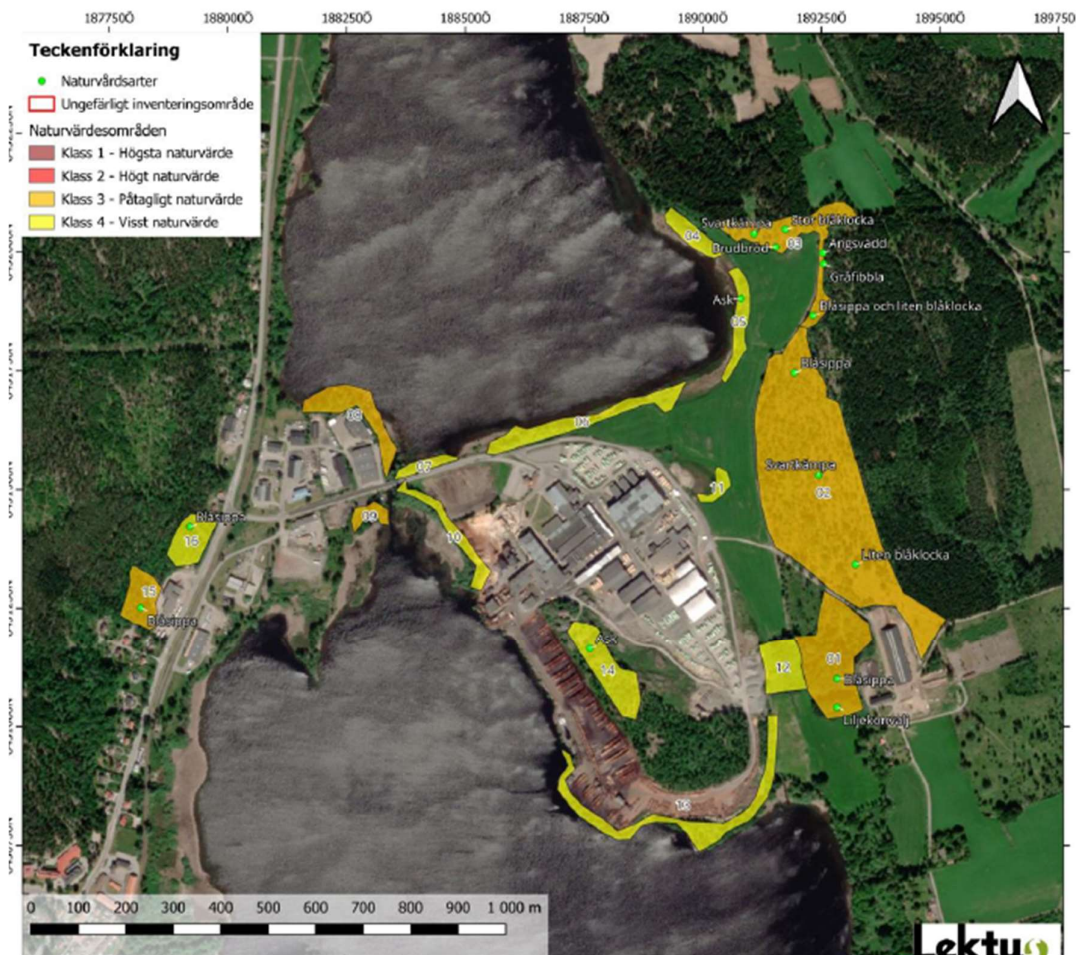 1877500 1880000 1882500 1885000 1887500 1890000 1892500 1895000 189750
Teckenförklaring
Naturvårdsarter
Ungefärligt inventeringsområde
Naturvärdesområden
Klass 1 - Högsta naturvärde
Klass 2 - Högt naturvärde
Klass 3 - Påtagligt naturvärde
Klass 4 - Visst naturvärde
04
Svartkämpa
Stor blåklocka
Brudbröd
03
Ängsvädd
Gråfibbla
Ask
05
Blåsippa och liten blåklocka
Blåsippa
08
06
07
Svartkämpa
02
11
09
10
Blåsippa
16
Liten blåklocka
15
Blåsippa
Ask
14
12
01
Blåsippa
Liljekonvalj
13
0 100 200 300 400 500 600 700 800 900 1 000 m